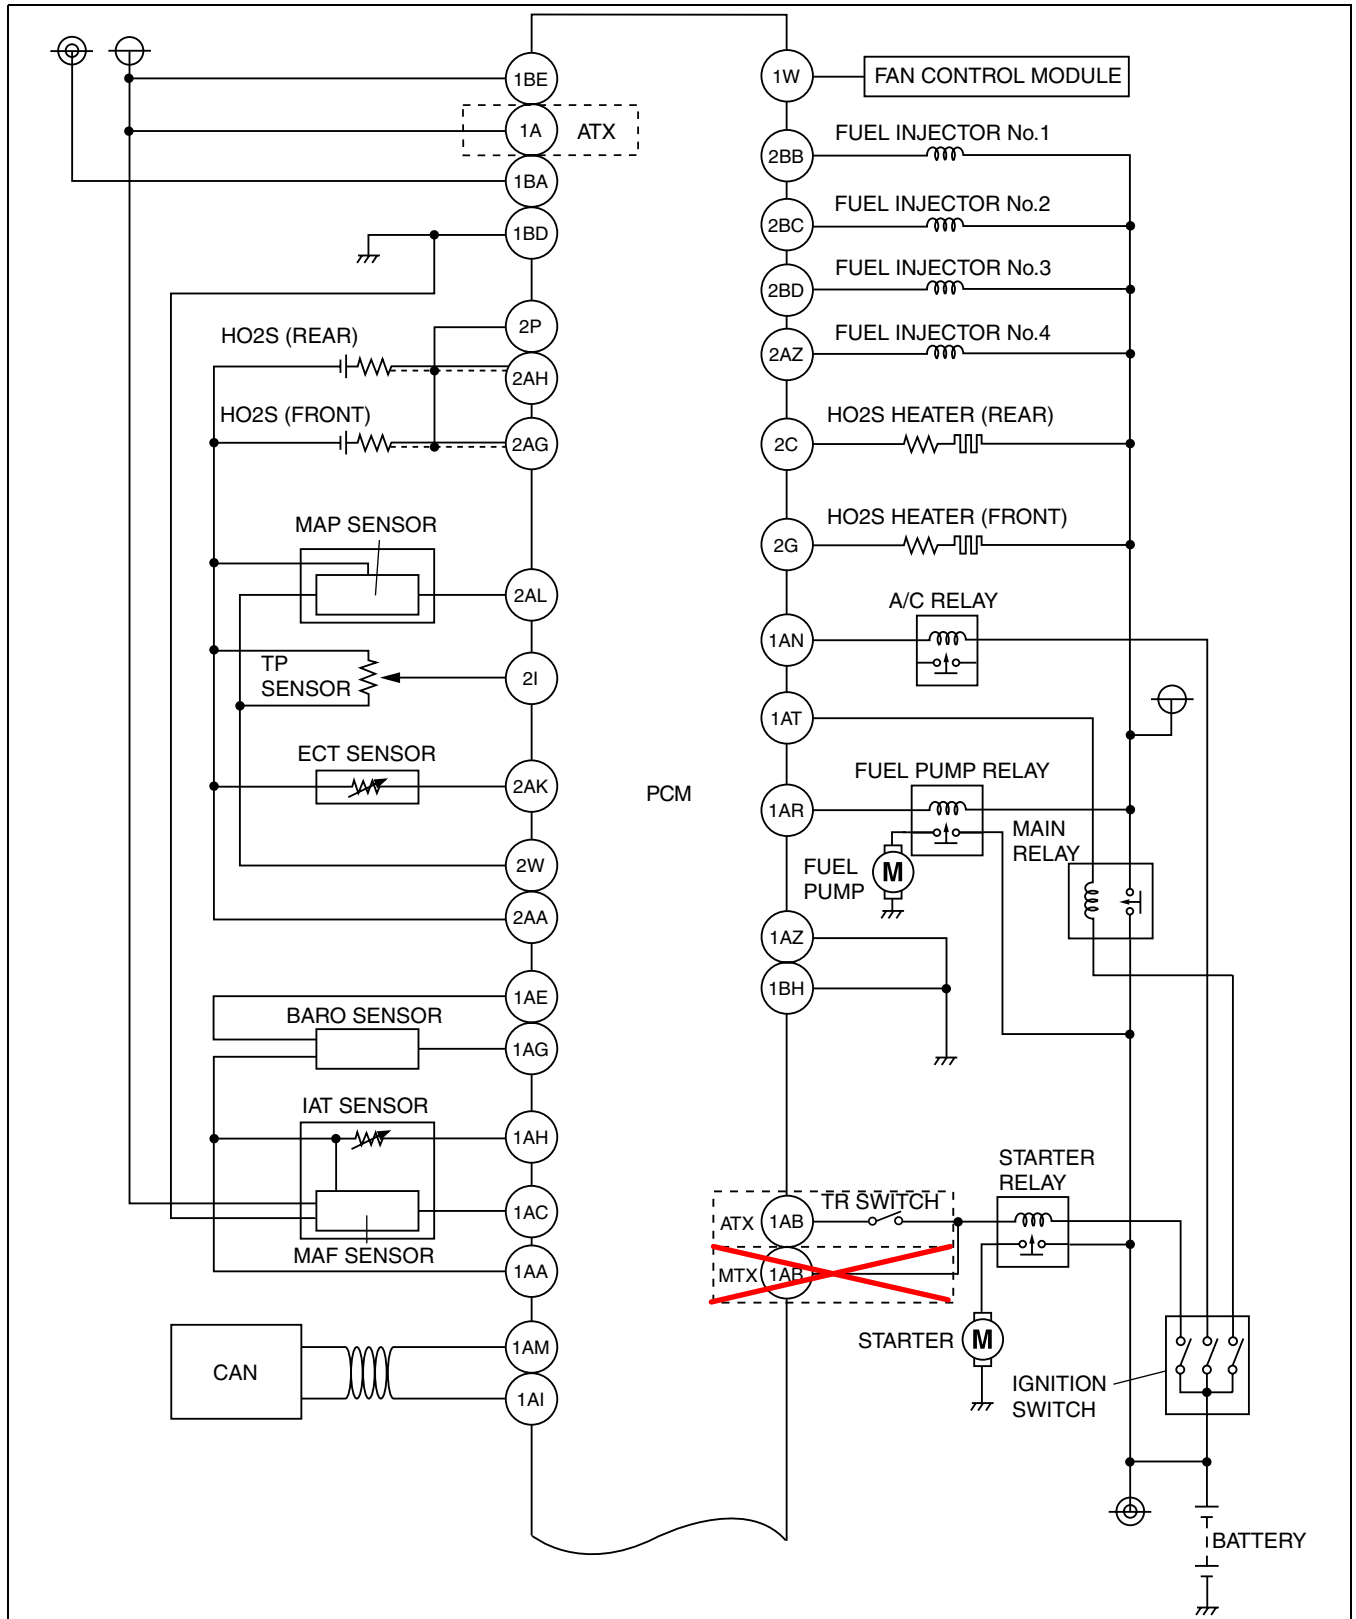 1BE
1W
FAN CONTROL MODULE
1A
ATX
FUEL INJECTOR No.1
2BB
1BA
FUEL INJECTOR No.2
2BC
1BD
FUEL INJECTOR No.3
2BD
2P
HO2S (REAR)
FUEL INJECTOR No.4
2AZ
2AH
HO2S (FRONT)
HO2S HEATER (REAR)
2AG
2C
MAP SENSOR
HO2S HEATER (FRONT)
2G
2AL
A/C RELAY
1AN
TP
SENSOR
2I
1AT
ECT SENSOR
FUEL PUMP RELAY
2AK
PCM
1AR
MAIN
RELAY
M
FUEL
PUMP
2W
2AA
1AZ
1BH
1AE
BARO SENSOR
1AG
IAT SENSOR
1AH
STARTER
RELAY
TR SWITCH
1AC
ATX
1AB
MAF SENSOR
1AA
MTX
1AB
STARTER
M
1AM
CAN
1AI
IGNITION
SWITCH
BATTERY